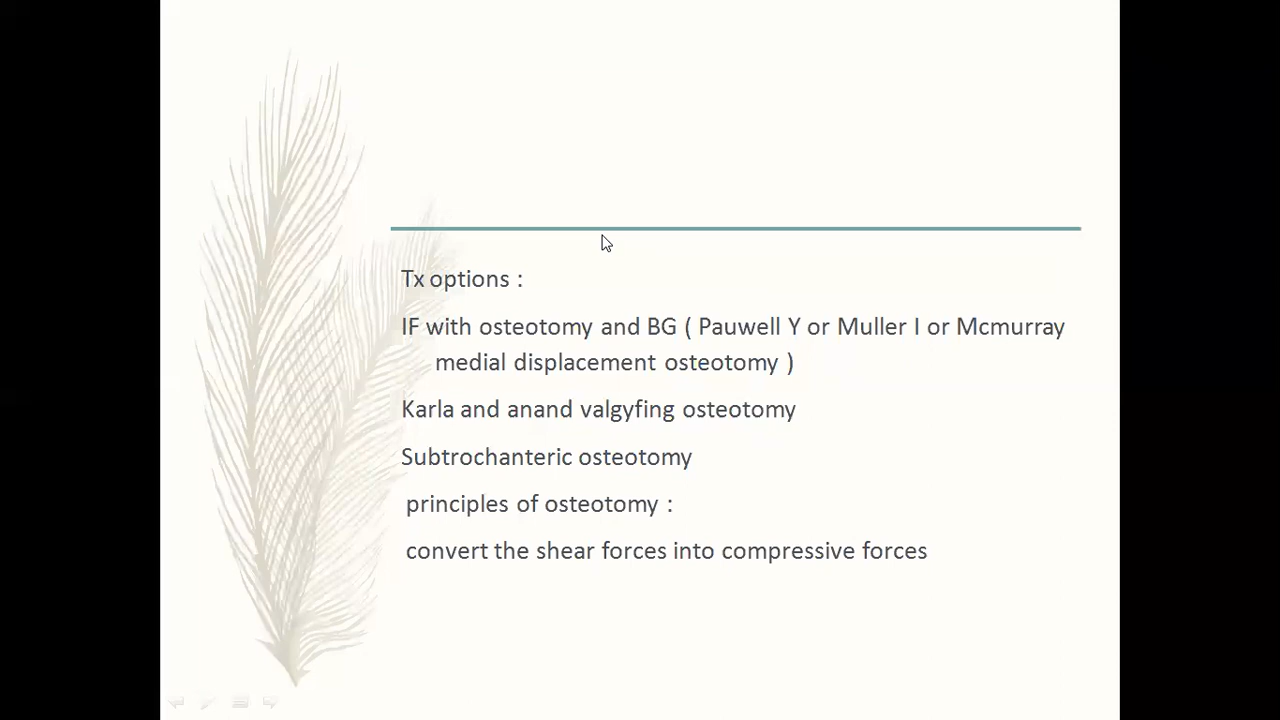 Tx options :
IF with osteotomy and BG ( Pauwell Y or Muller I or Mcmurray
medial displacement osteotomy )
Karla and anand valgyfing osteotomy
Subtrochanteric osteotomy
principles of osteotomy :
convert the shear forces into compressive forces